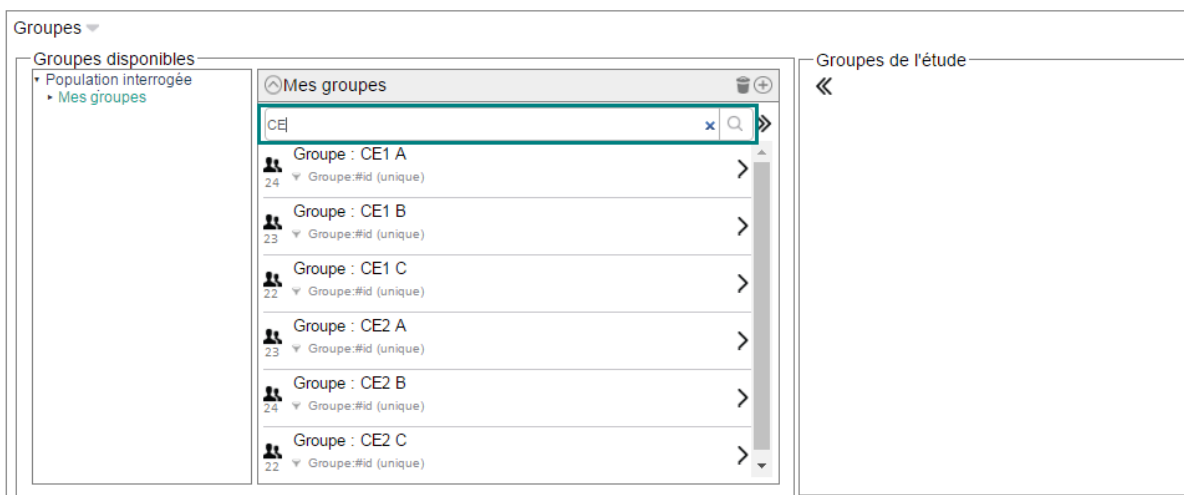 Groupes
Groupes disponibles
Population interrogée
Mes groupes
Mes groupes
CE
Groupe : CE1 A
24 Groupe:#id (unique)
Groupe : CE1 B
23 Groupe:#id (unique)
Groupe : CE1 C
22 Groupe:#id (unique)
Groupe : CE2 A
23 Groupe:#id (unique)
Groupe : CE2 B
24 Groupe:#id (unique)
Groupe : CE2 C
22 Groupe:#id (unique)
Groupes de l'étude